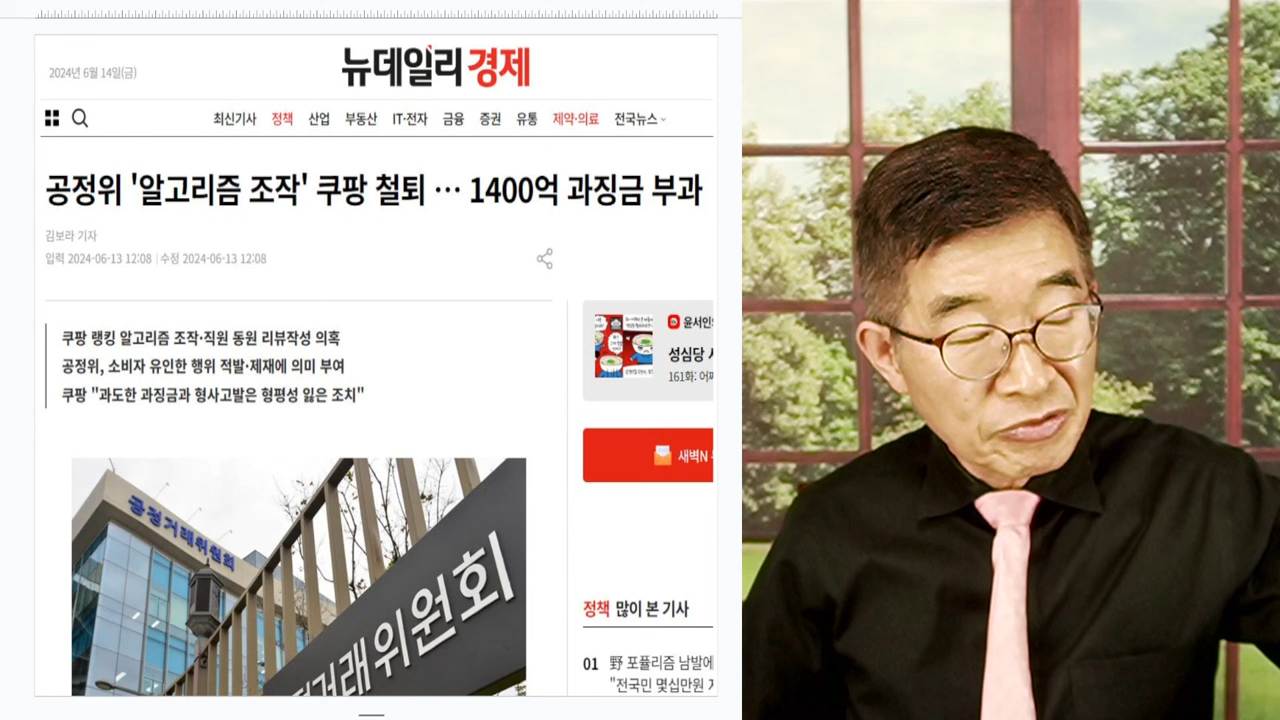 2024년 6월 14일(금)
뉴데일리 경제
최신기사 정책 산업 부동산 IT·전자 금융 증권 유통 제약·의료 전국뉴스
공정위 '알고리즘 조작' 쿠팡 철퇴 … 1400억 과징금 부과
김보라 기자
입력 2024-06-13 12:08 | 수정 2024-06-13 12:08
쿠팡 랭킹 알고리즘 조작·직원 동원 리뷰작성 의혹
공정위, 소비자 유인한 행위 적발·제재에 의미 부여
쿠팡 "과도한 과징금과 형사고발은 형평성 잃은 조치"
윤서인
성심당
161화:
새벽N
공정거래위원회
거래위원회
정책 많이 본 기사
01 野 포퓰리즘 남발에
"전국민 몇십만원